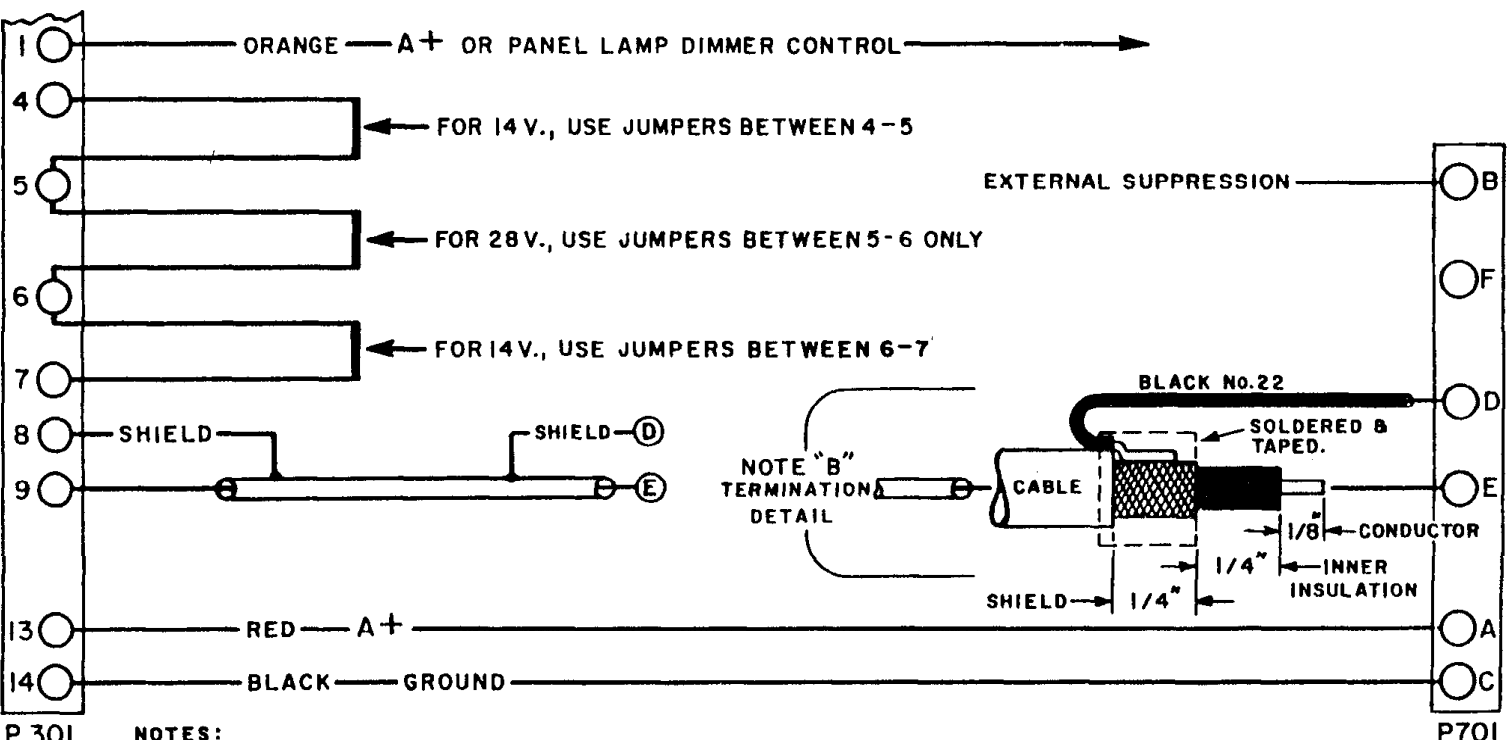 1 ORANGE A+ OR PANEL LAMP DIMMER CONTROL
4
FOR 14V., USE JUMPERS BETWEEN 4-5
5
EXTERNAL SUPPRESSION B
FOR 28V., USE JUMPERS BETWEEN 5-6 ONLY
6
F
FOR 14V., USE JUMPERS BETWEEN 6-7
7
BLACK No.22
D
8 SHIELD SHIELD D
SOLDERED &
TAPED.
9 E
NOTE "B"
TERMINATION
DETAIL
CABLE
E
1/8" CONDUCTOR
1/4" INNER
INSULATION
SHIELD 1/4"
13 RED A+ A
14 BLACK GROUND C
P 301 NOTES: P701